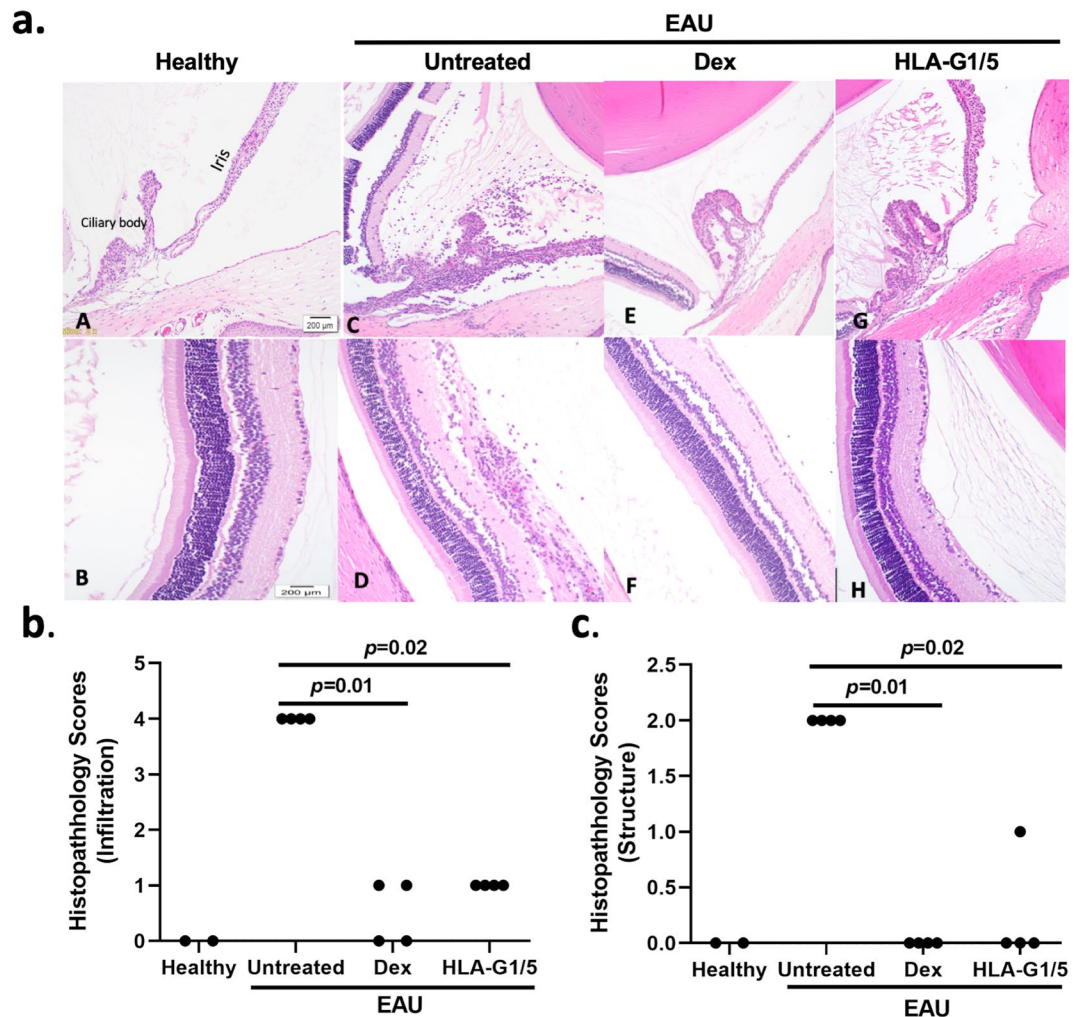 a.
EAU
Healthy
Untreated
Dex
HLA-G1/5
Iris
Ciliary body
A
200 µm
C
E
G
B
200 µm
D
F
H
b.
p=0.02
p=0.01
Histopathhology Scores
(Infiltration)
5
4
3
2
1
0
Healthy
Untreated
Dex
HLA-G1/5
EAU
c.
p=0.02
p=0.01
Histopathhology Scores
(Structure)
2.5
2.0
1.5
1.0
0.5
0.0
Healthy
Untreated
Dex
HLA-G1/5
EAU